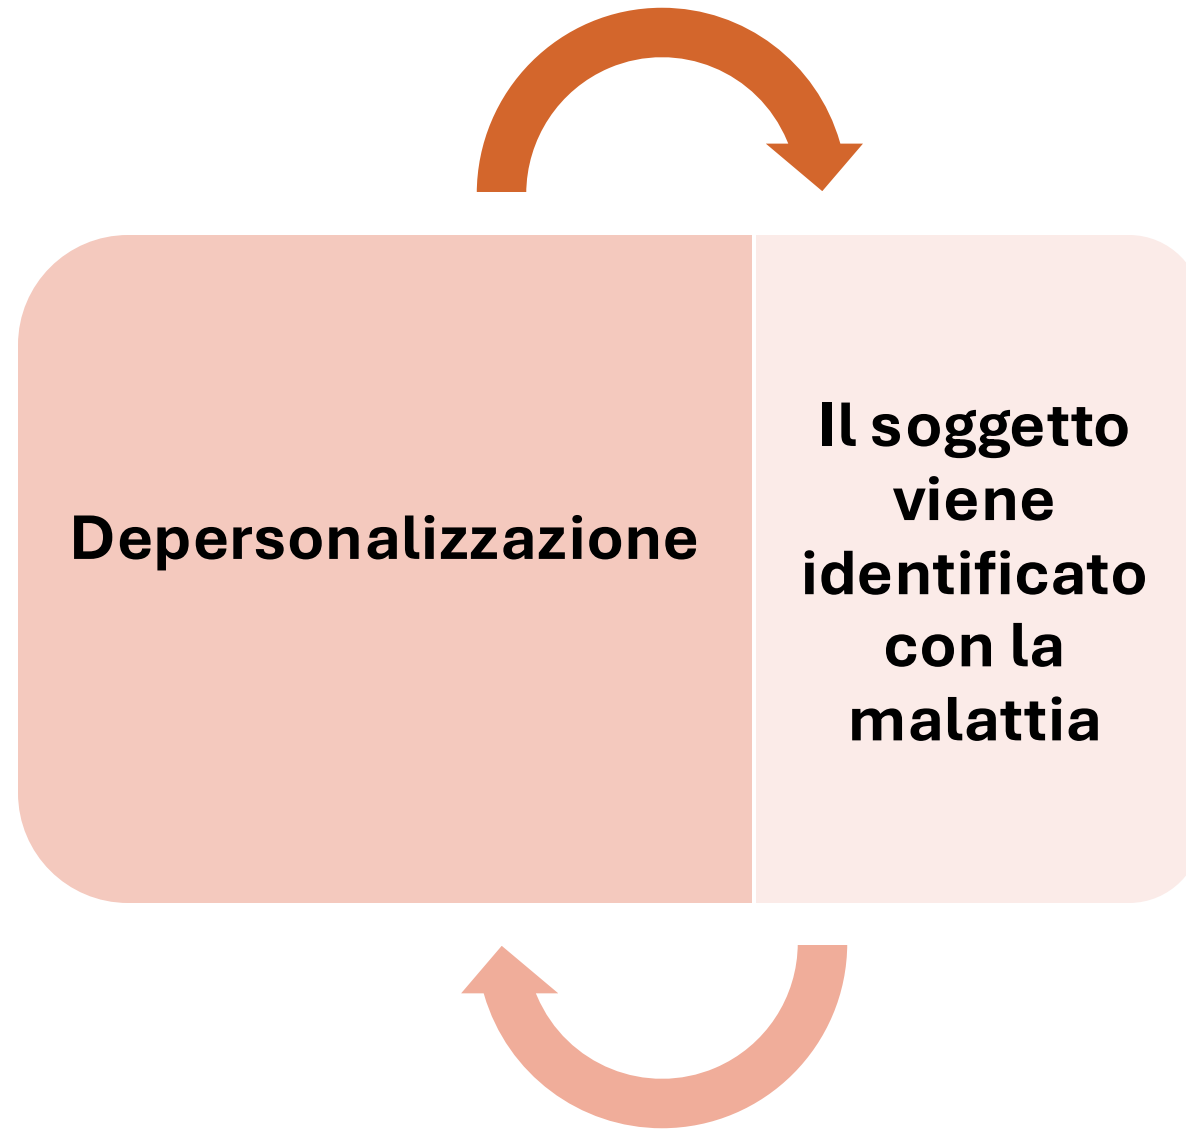 Depersonalizzazione
Il soggetto
viene
identificato
con la
malattia